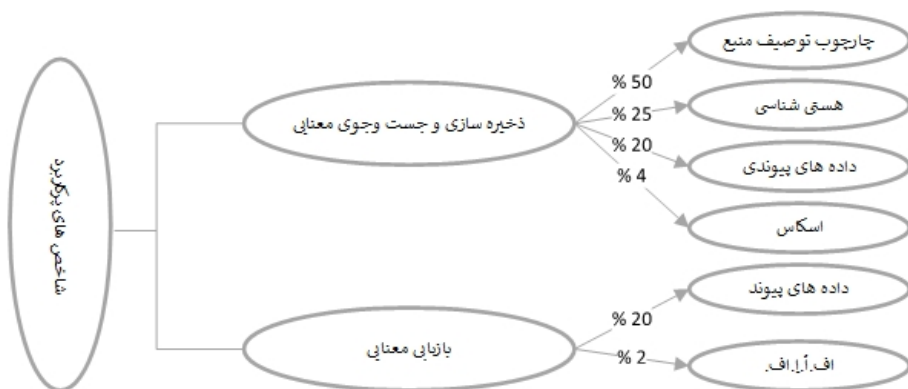 شاخص های پرکاربرد
ذخیره سازی و جست وجوی معنایی
% 50
چارچوب توصیف منبع
% 25
هستی شناسی
% 20
داده های پیوندی
% 4
اسکاس
بازیابی معنایی
% 20
داده های پیوند
% 2
اف.اُ.اِ.اف.